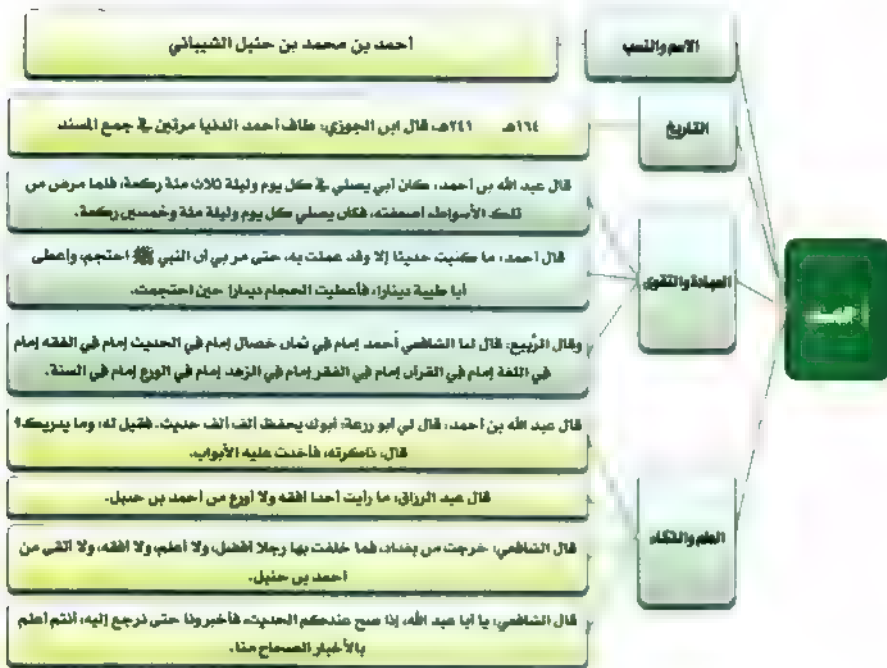 الاسم والنسب
أحمد بن محمد بن حنبل الشيباني
التاريخ
١٦٤هـ ٢٤١هـ، قال ابن الجوزي: طاف أحمد الدنيا مرتين في جمع المسند
العبادة والتقوى
قال عبد الله بن أحمد: كان أبي يصلي في كل يوم وليلة ثلاث مئة ركعة، فلما مرض من
تلك الأسواط، أضعفته، فكان يصلي كل يوم وليلة مئة وخمسين ركعة.
قال أحمد: ما كتبت حديثا إلا وقد عملت به، حتى مر بي أن النبي ﷺ احتجم، وأعطى
أبا طيبة دينارا، فأعطيت الحجام دينارا حين احتجمت.
وقال الربيع: قال لنا الشافعي أحمد إمام في ثمان خصال إمام في الحديث إمام في الفقه إمام
في اللغة إمام في القرآن إمام في الفقر إمام في الزهد إمام في الورع إمام في السنة.
العلم والذكاء
قال عبد الله بن أحمد: قال لي أبو زرعة: أبوك يحفظ ألف ألف حديث. فقيل له: وما يدريك؟
قال: ذاكرته، فأخذت عليه الأبواب.
قال عبد الرزاق: ما رأيت أحدا أفقه ولا أورع من أحمد بن حنبل.
قال الشافعي: خرجت من بغداد، فما خلفت بها رجلا أفضل، ولا أعلم، ولا أفقه، ولا أتقى من
أحمد بن حنبل.
قال الشافعي: يا أبا عبد الله، إذا صح عندكم الحديث، فأخبرونا حتى نرجع إليه، أنتم أعلم
بالأخبار الصحاح منا.